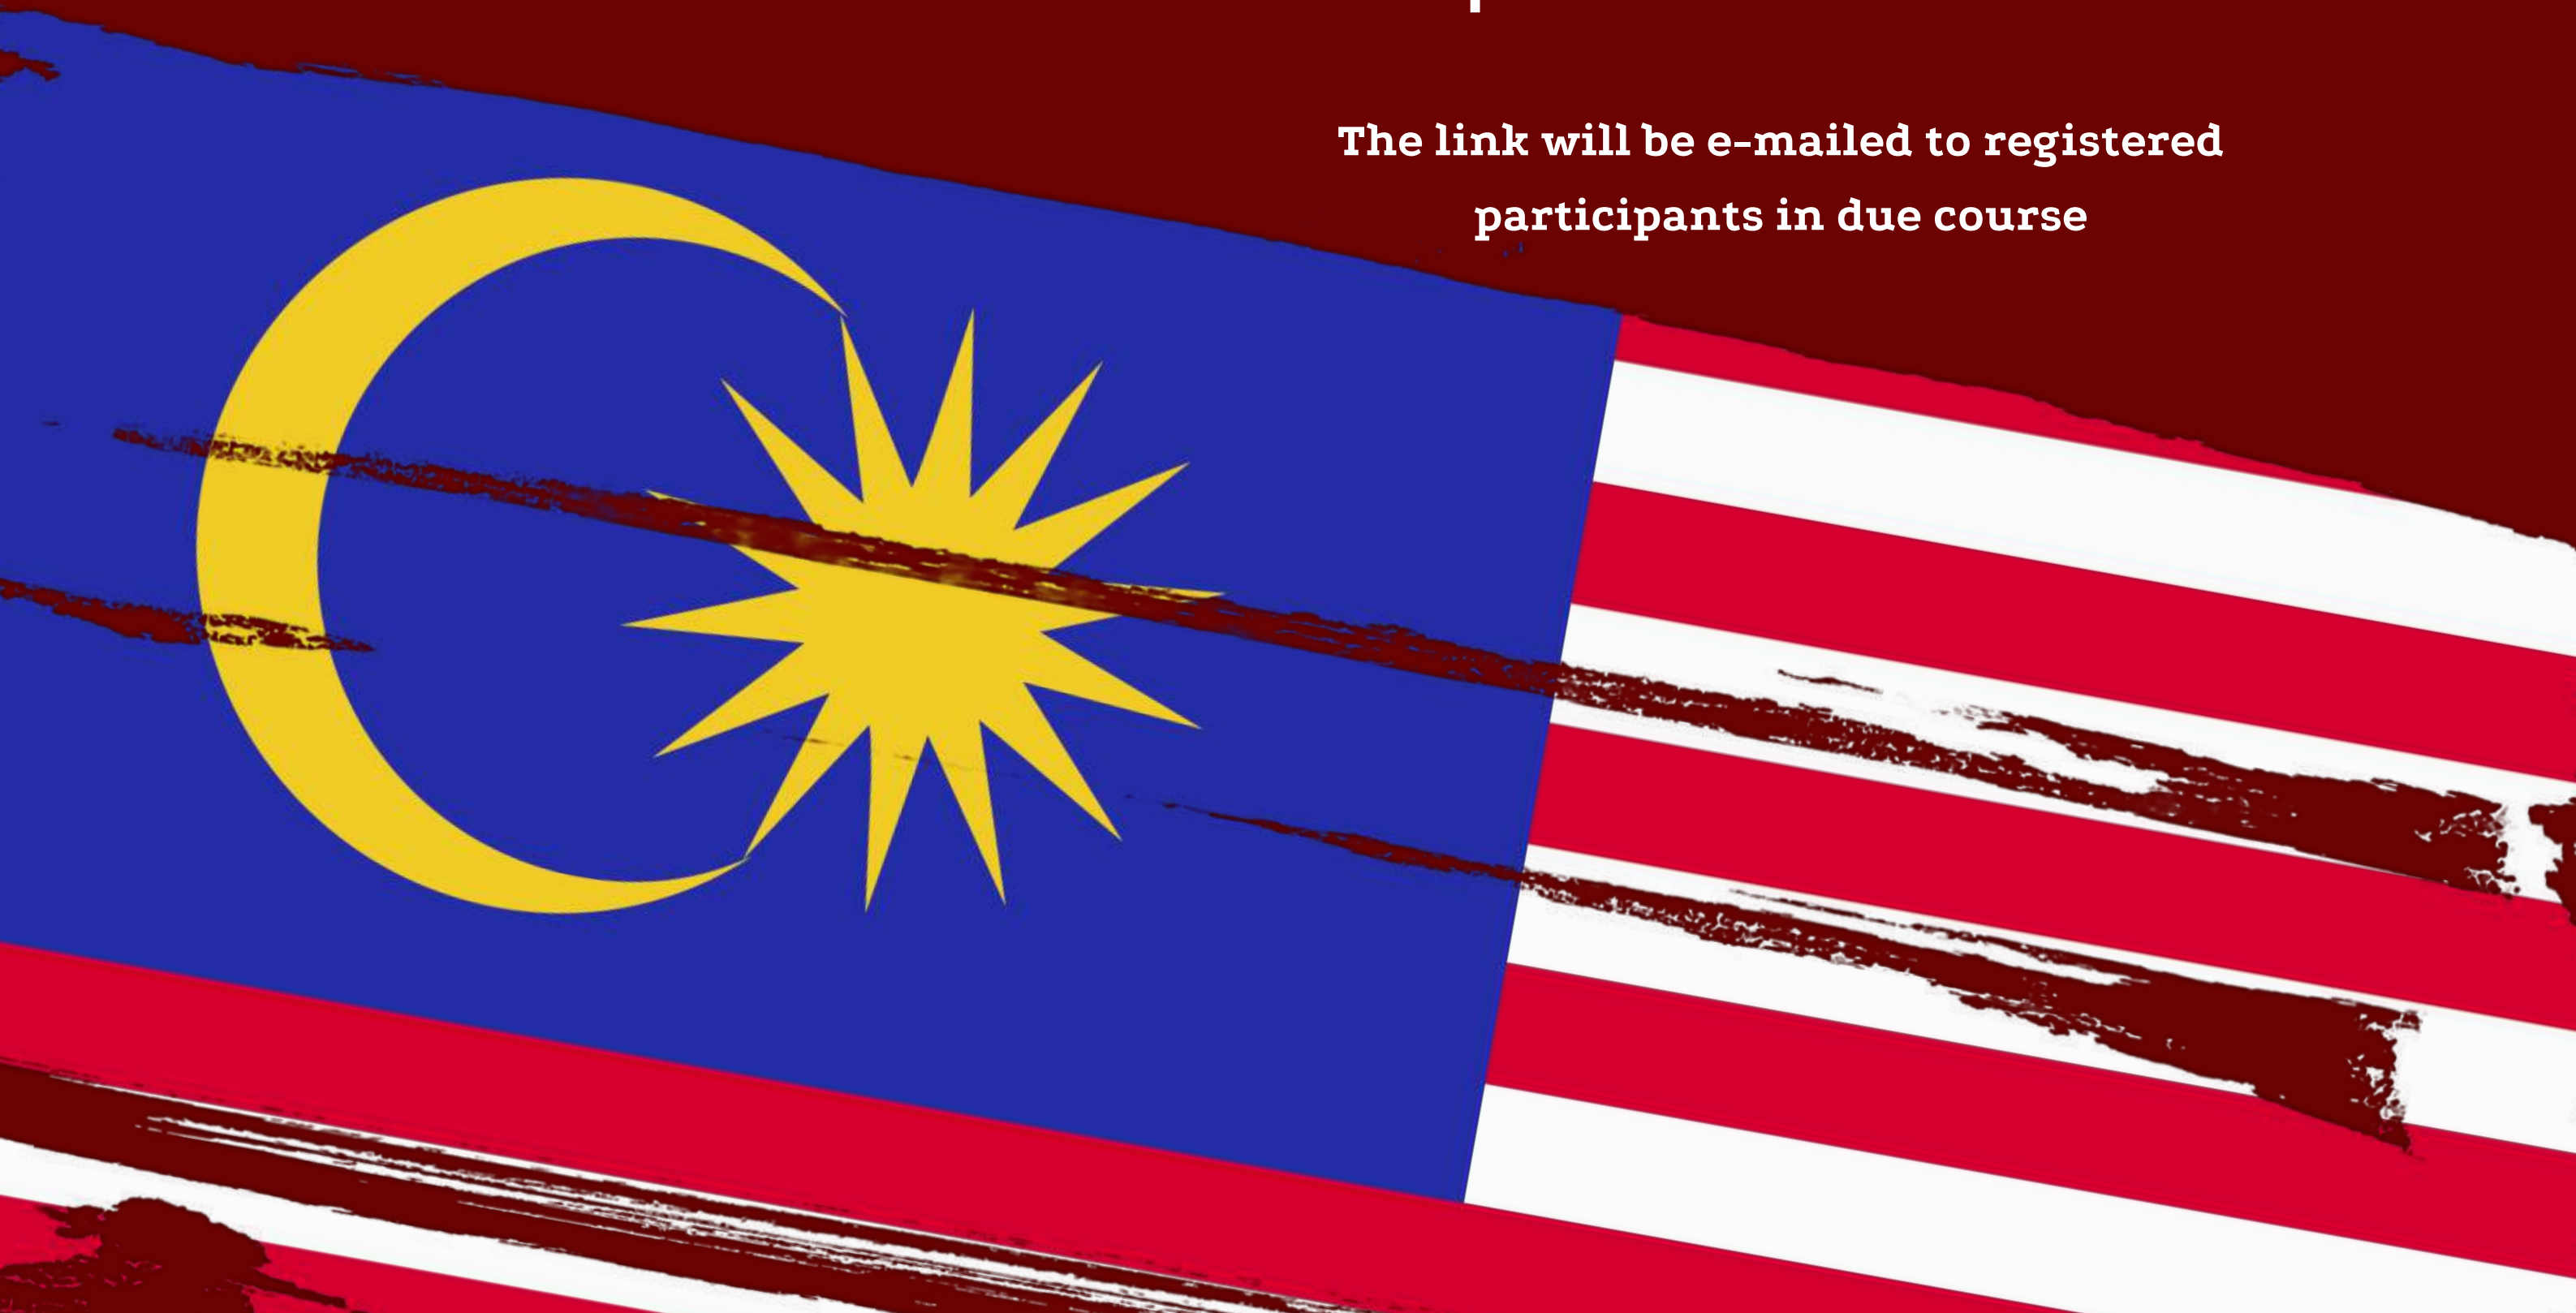 The link will be e-mailed to registered
participants in due course